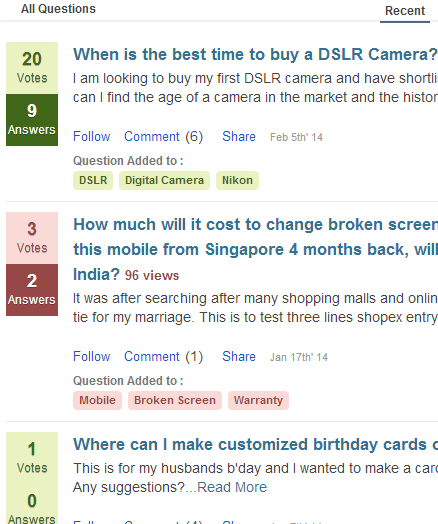 All Questions
Recent
20
Votes
9
Answers
When is the best time to buy a DSLR Camera?
I am looking to buy my first DSLR camera and have shortli
can I find the age of a camera in the market and the histor
Follow Comment (6) Share Feb 5th' 14
Question Added to :
DSLR Digital Camera Nikon
3
Votes
2
Answers
How much will it cost to change broken screen
this mobile from Singapore 4 months back, will
India? 96 views
It was after searching after many shopping malls and onlin
tie for my marriage. This is to test three lines shopex entry
Follow Comment (1) Share Jan 17th' 14
Question Added to :
Mobile Broken Screen Warranty
1
Votes
0
Answers
Where can I make customized birthday cards o
This is for my husbands b'day and I wanted to make a card
Any suggestions?...Read More